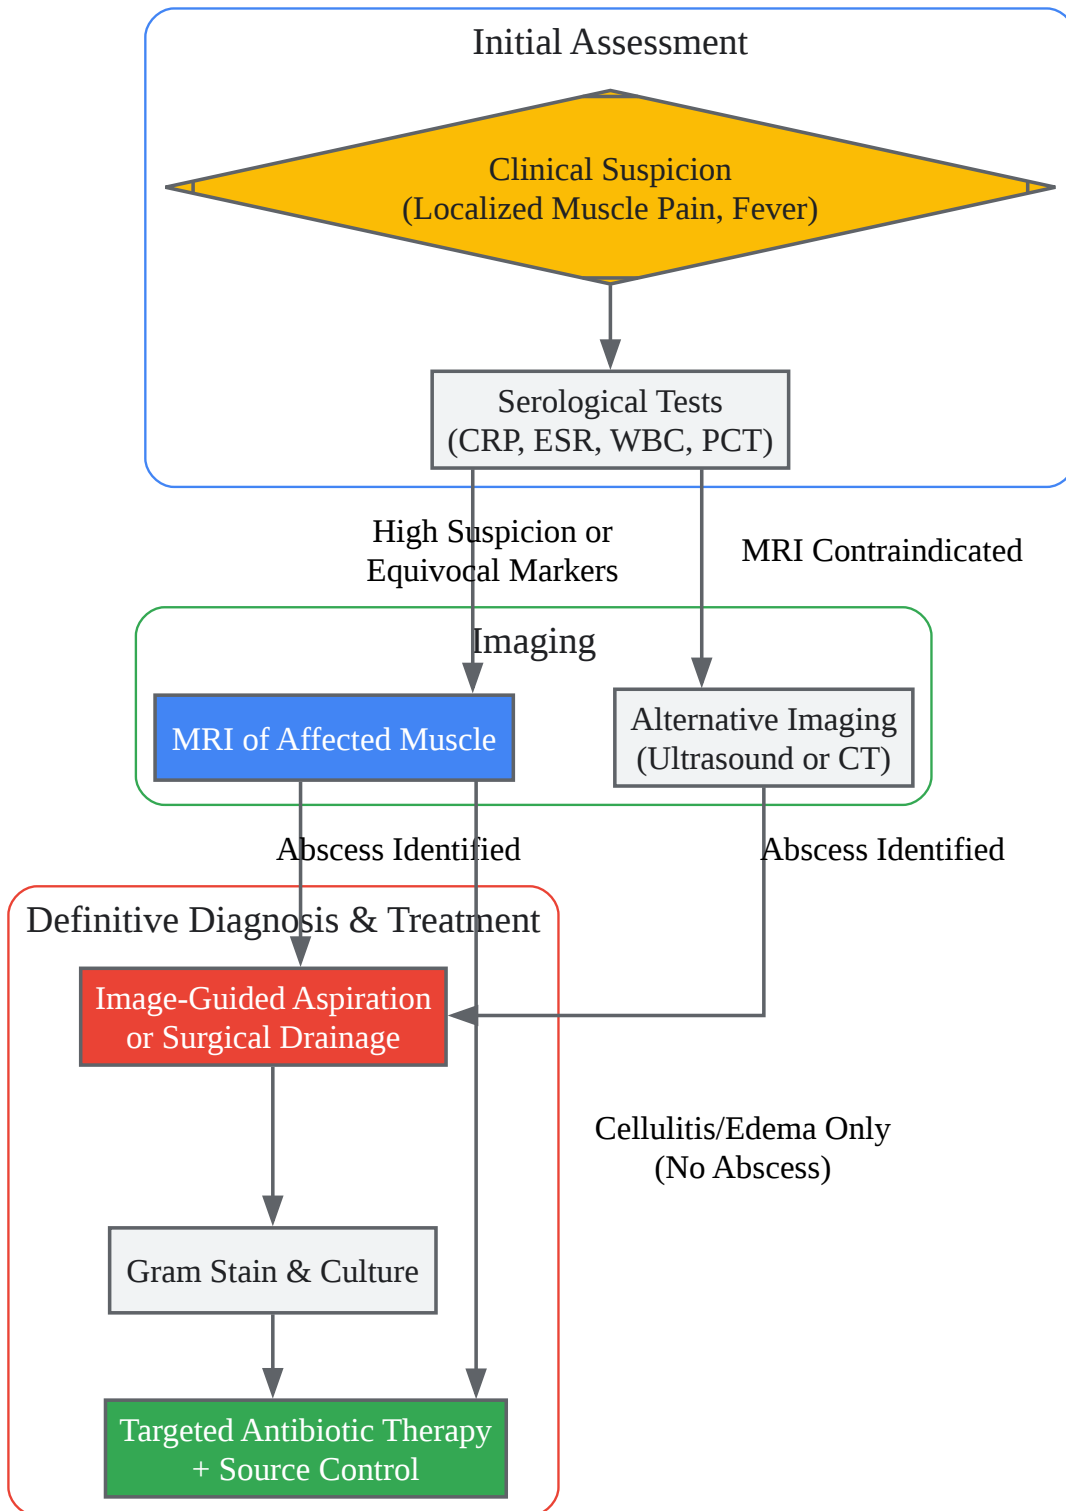 Initial Assessment
Clinical Suspicion
(Localized Muscle Pain, Fever)
Serological Tests
(CRP, ESR, WBC, PCT)
High Suspicion or
Equivocal Markers
MRI Contraindicated
Imaging
MRI of Affected Muscle
Alternative Imaging
(Ultrasound or CT)
Abscess Identified
Abscess Identified
Definitive Diagnosis & Treatment
Image-Guided Aspiration
or Surgical Drainage
Cellulitis/Edema Only
(No Abscess)
Gram Stain & Culture
Targeted Antibiotic Therapy
+ Source Control